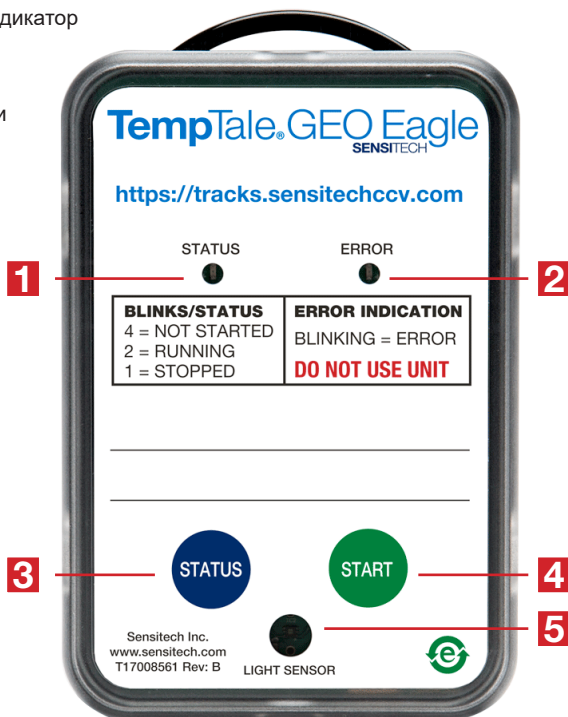 дикатор
и
TempTale® GEO Eagle
SENSITECH
https://tracks.sensitechccv.com
STATUS ERROR
1 2
BLINKS/STATUS ERROR INDICATION
4 = NOT STARTED BLINKING = ERROR
2 = RUNNING DO NOT USE UNIT
1 = STOPPED
3 STATUS START 4
5
Sensitech Inc.
www.sensitech.com
T17008561 Rev: B LIGHT SENSOR
e